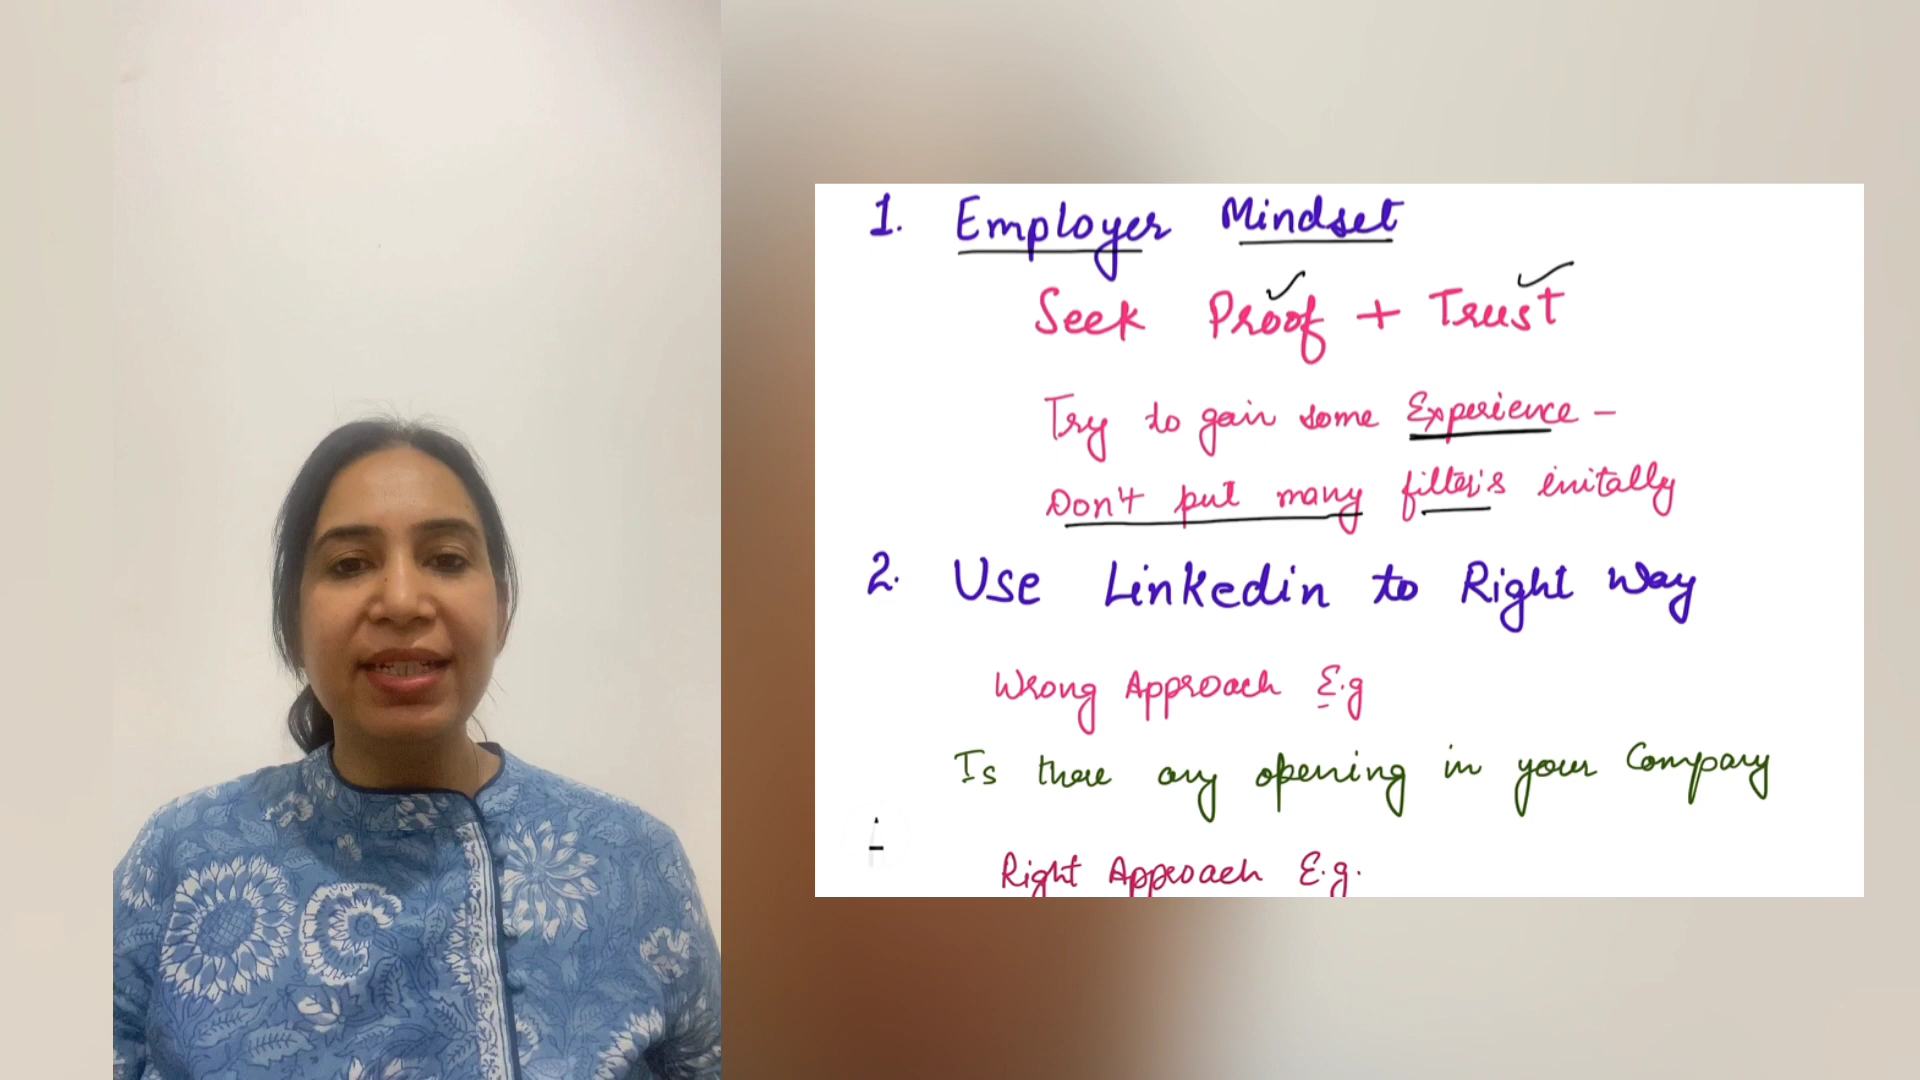 1. Employer Mindset
Seek Proof + Trust
Try to gain some Experience -
Don't put many filter's initally
2. Use Linkedin to Right Way
Wrong Approach E.g
Is there any opening in your Company
Right Approach E.g.